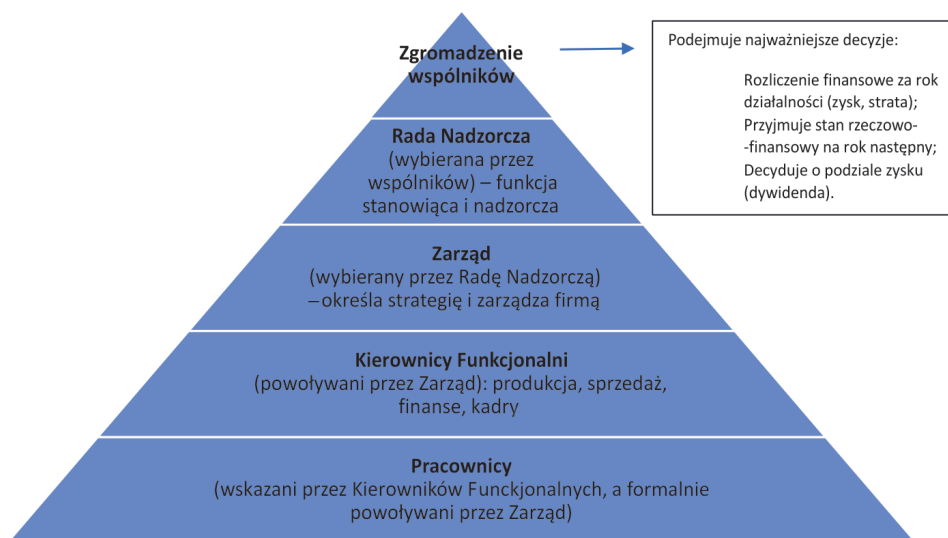 Zgromadzenie
wspólników
Podejmuje najważniejsze decyzje:
Rozliczenie finansowe za rok
działalności (zysk, strata);
Przyjmuje stan rzeczowo-
-finansowy na rok następny;
Decyduje o podziale zysku
(dywidenda).
Rada Nadzorcza
(wybierana przez
wspólników) – funkcja
stanowiąca i nadzorcza
Zarząd
(wybierany przez Radę Nadzorczą)
– określa strategię i zarządza firmą
Kierownicy Funkcjonalni
(powoływani przez Zarząd): produkcja, sprzedaż,
finanse, kadry
Pracownicy
(wskazani przez Kierowników Funckjonalnych, a formalnie
powoływani przez Zarząd)